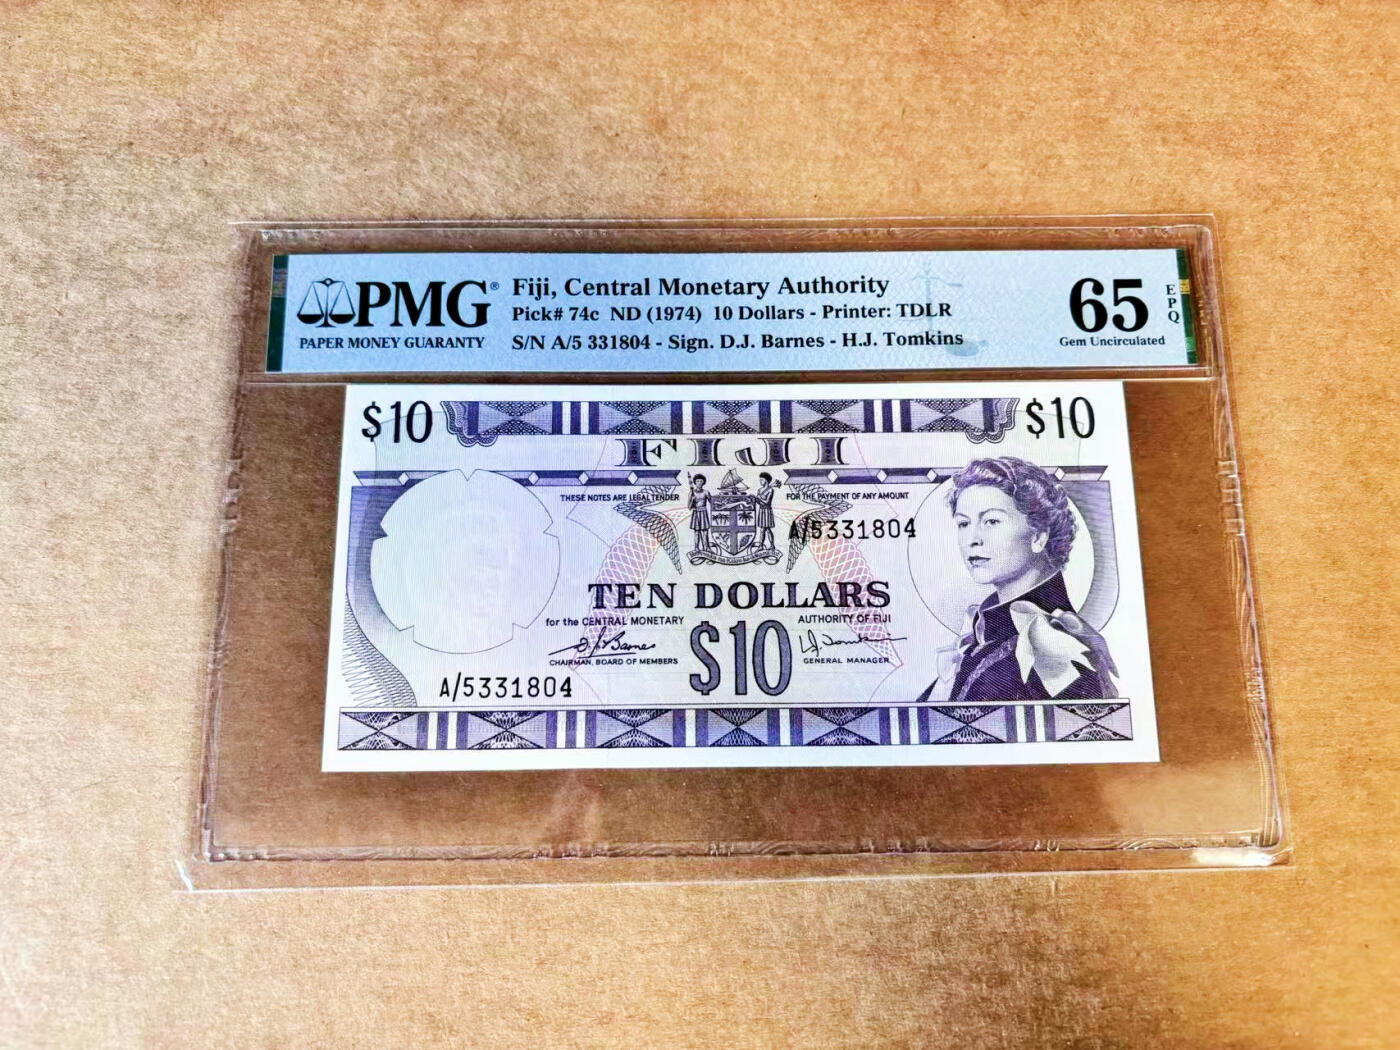 PMG®
PAPER MONEY GUARANTY
Fiji, Central Monetary Authority
Pick# 74c ND (1974) 10 Dollars - Printer: TDLR
S/N A/5 331804 - Sign. D.J. Barnes - H.J. Tomkins
65
EPQ
Gem Uncirculated
$10
$10
FIJI
THESE NOTES ARE LEGAL TENDER
FOR THE PAYMENT OF ANY AMOUNT
A/5331804
TEN DOLLARS
for the CENTRAL MONETARY
AUTHORITY OF FIJI
$10
CHAIRMAN, BOARD OF MEMBERS
GENERAL MANAGER
A/5331804